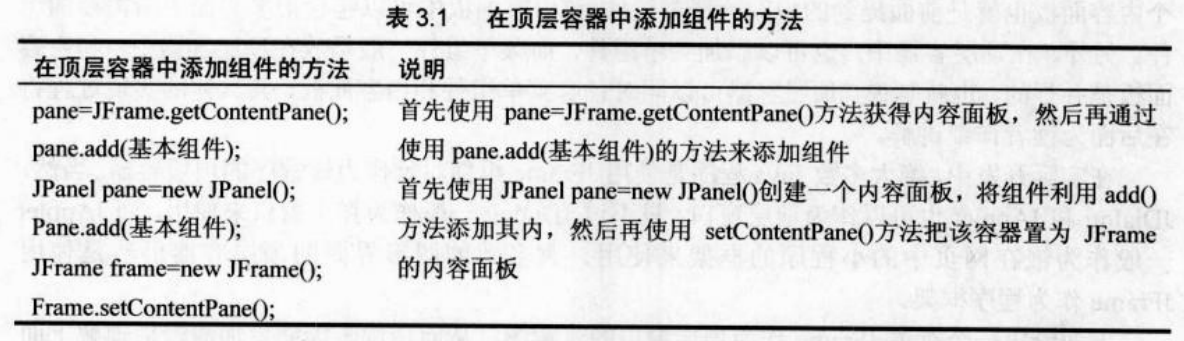 表 3.1 在顶层容器中添加组件的方法
在顶层容器中添加组件的方法 说明
pane=JFrame.getContentPane(); 首先使用 pane=JFrame.getContentPane()方法获得内容面板，然后再通过
pane.add(基本组件); 使用 pane.add(基本组件)的方法来添加组件
JPanel pane=new JPanel(); 首先使用 JPanel pane=new JPanel()创建一个内容面板，将组件利用 add()
Pane.add(基本组件); 方法添加其内，然后再使用 setContentPane()方法把该容器置为 JFrame
JFrame frame=new JFrame(); 的内容面板
Frame.setContentPane();